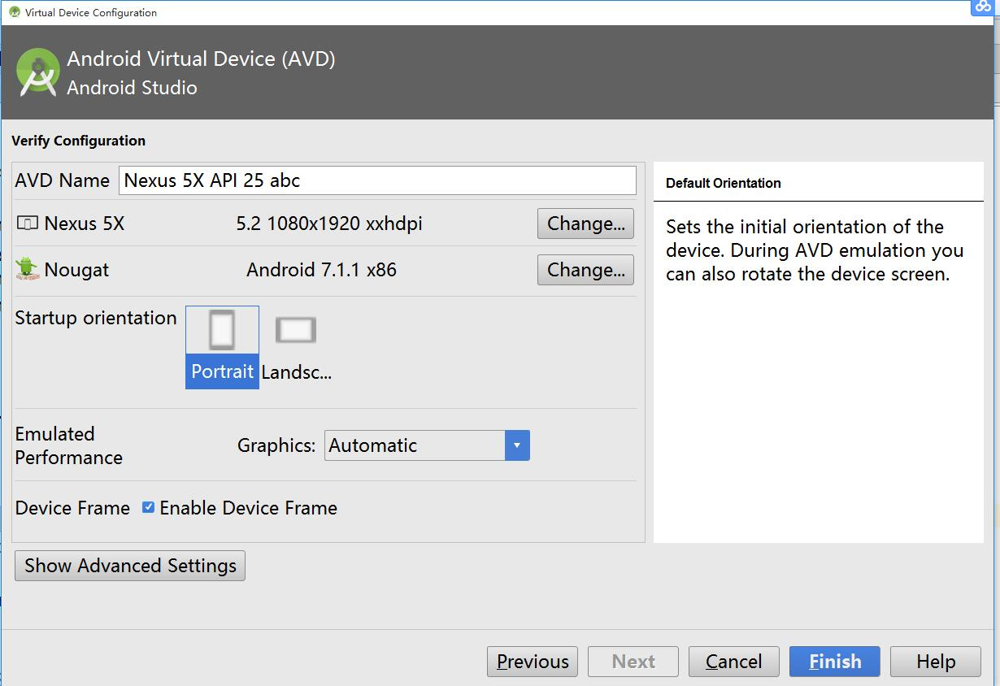 Virtual Device Configuration
Android Virtual Device (AVD)
Android Studio
Verify Configuration
AVD Name Nexus 5X API 25 abc
Nexus 5X 5.2 1080x1920 xxhdpi Change...
Nougat Android 7.1.1 x86 Change...
Startup orientation
Portrait Landsc...
Emulated
Performance
Graphics: Automatic
Device Frame Enable Device Frame
Show Advanced Settings
Default Orientation
Sets the initial orientation of the
device. During AVD emulation you
can also rotate the device screen.
Previous Next Cancel Finish Help